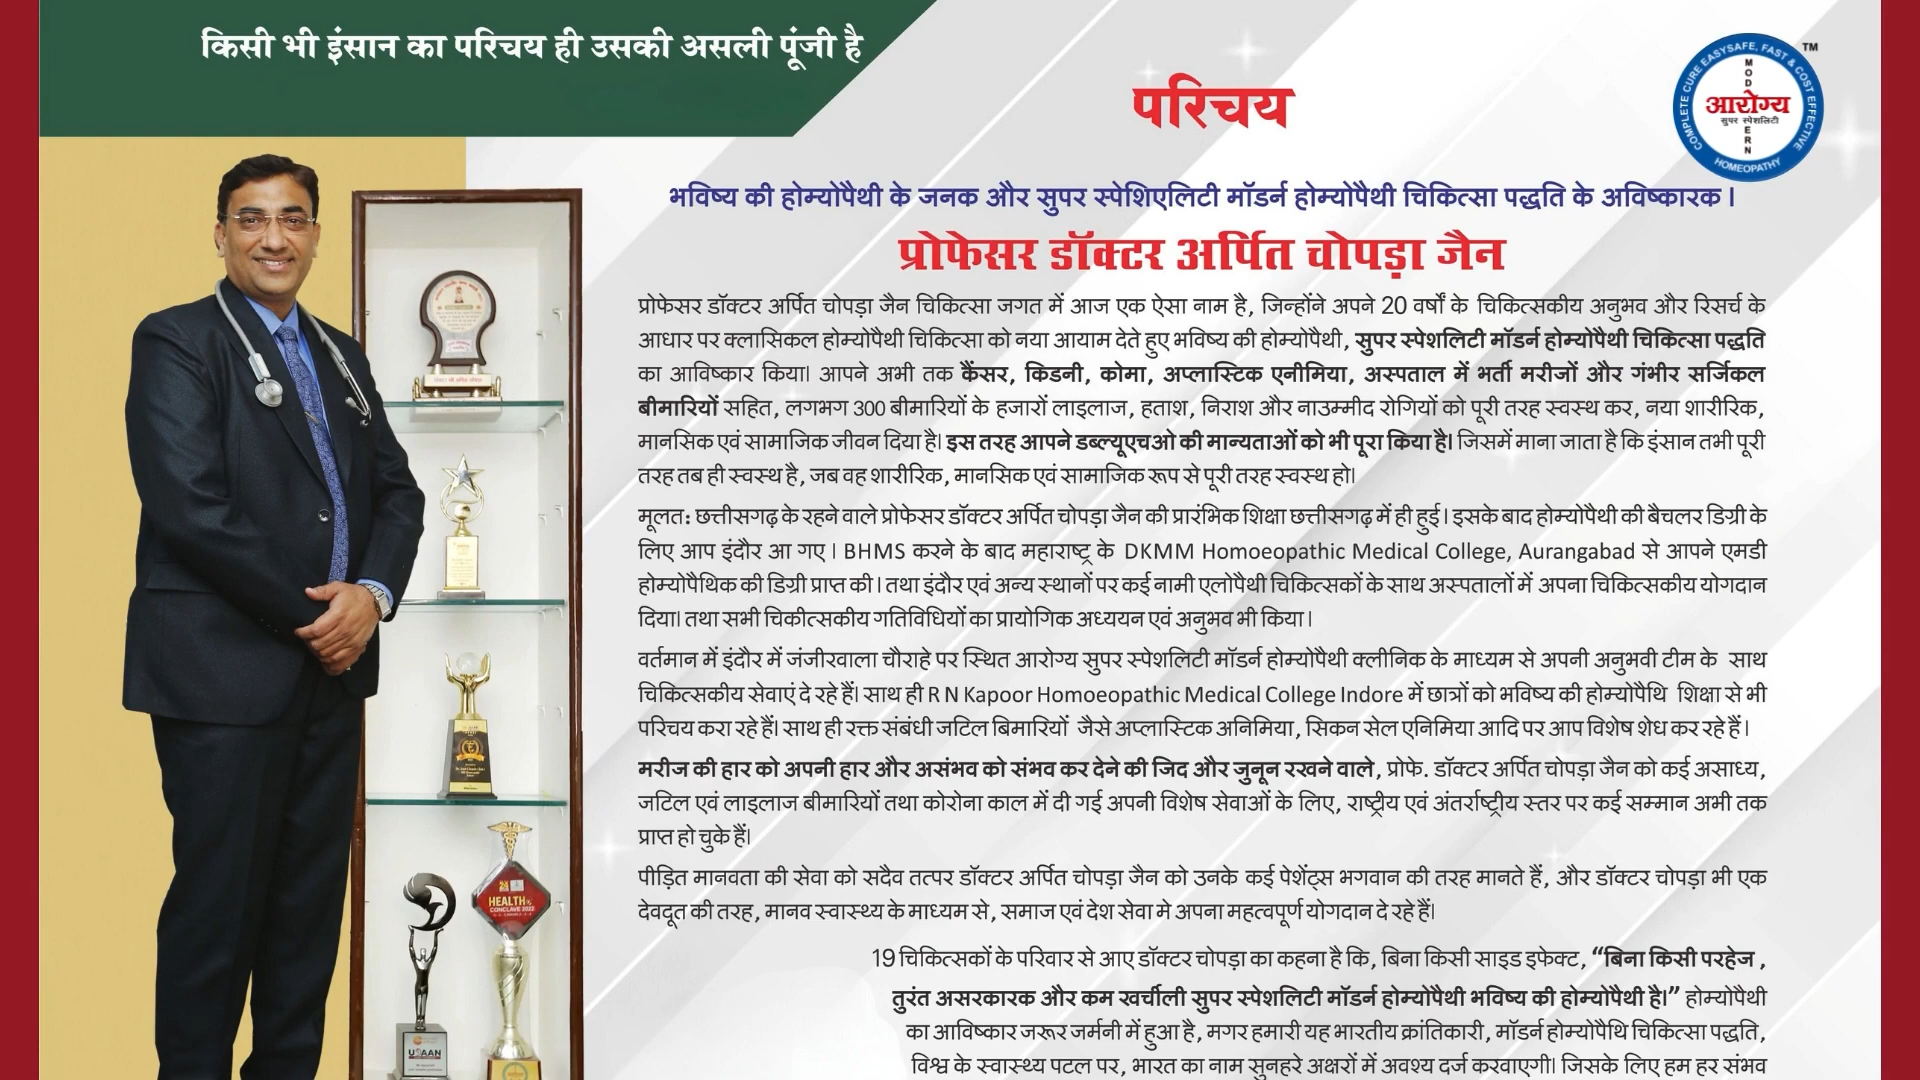 किसी भी इंसान का परिचय ही उसकी असली पूंजी है
परिचय
COMPLETE CURE EASYSAFE, FAST & COST EFFECTIVE
TM
MODERN
आरोग्य
सुपर स्पेशलिटी
HOMEOPATHY
भविष्य की होम्योपैथी के जनक और सुपर स्पेशिएलिटी मॉडर्न होम्योपैथी चिकित्सा पद्धति के अविष्कारक ।
प्रोफेसर डॉक्टर अर्पित चोपड़ा जैन
प्रोफेसर डॉक्टर अर्पित चोपड़ा जैन चिकित्सा जगत में आज एक ऐसा नाम है, जिन्होंने अपने 20 वर्षों के चिकित्सकीय अनुभव और रिसर्च के
आधार पर क्लासिकल होम्योपैथी चिकित्सा को नया आयाम देते हुए भविष्य की होम्योपैथी, सुपर स्पेशलिटी मॉडर्न होम्योपैथी चिकित्सा पद्धति
का आविष्कार किया। आपने अभी तक कैंसर, किडनी, कोमा, अप्लास्टिक एनीमिया, अस्पताल में भर्ती मरीजों और गंभीर सर्जिकल
बीमारियों सहित, लगभग 300 बीमारियों के हजारों लाइलाज, हताश, निराश और नाउम्मीद रोगियों को पूरी तरह स्वस्थ कर, नया शारीरिक,
मानसिक एवं सामाजिक जीवन दिया है। इस तरह आपने डब्ल्यूएचओ की मान्यताओं को भी पूरा किया है। जिसमें माना जाता है कि इंसान तभी पूरी
तरह तब ही स्वस्थ है, जब वह शारीरिक, मानसिक एवं सामाजिक रूप से पूरी तरह स्वस्थ हो।
मूलत: छत्तीसगढ़ के रहने वाले प्रोफेसर डॉक्टर अर्पित चोपड़ा जैन की प्रारंभिक शिक्षा छत्तीसगढ़ में ही हुई। इसके बाद होम्योपैथी की बैचलर डिग्री के
लिए आप इंदौर आ गए । BHMS करने के बाद महाराष्ट्र के DKMM Homoeopathic Medical College, Aurangabad से आपने एमडी
होम्योपैथिक की डिग्री प्राप्त की । तथा इंदौर एवं अन्य स्थानों पर कई नामी एलोपैथी चिकित्सकों के साथ अस्पतालों में अपना चिकित्सकीय योगदान
दिया। तथा सभी चिकीत्सकीय गतिविधियों का प्रायोगिक अध्ययन एवं अनुभव भी किया ।
वर्तमान में इंदौर में जंजीरवाला चौराहे पर स्थित आरोग्य सुपर स्पेशलिटी मॉडर्न होम्योपैथी क्लीनिक के माध्यम से अपनी अनुभवी टीम के साथ
चिकित्सकीय सेवाएं दे रहे हैं। साथ ही R N Kapoor Homoeopathic Medical College Indore में छात्रों को भविष्य की होम्योपैथि शिक्षा से भी
परिचय करा रहे हैं। साथ ही रक्त संबंधी जटिल बिमारियों जैसे अप्लास्टिक अनिमिया, सिकन सेल एनिमिया आदि पर आप विशेष शेध कर रहे हैं ।
मरीज की हार को अपनी हार और असंभव को संभव कर देने की जिद और जुनून रखने वाले, प्रोफे. डॉक्टर अर्पित चोपड़ा जैन को कई असाध्य,
जटिल एवं लाइलाज बीमारियों तथा कोरोना काल में दी गई अपनी विशेष सेवाओं के लिए, राष्ट्रीय एवं अंतर्राष्ट्रीय स्तर पर कई सम्मान अभी तक
प्राप्त हो चुके हैं।
पीड़ित मानवता की सेवा को सदैव तत्पर डॉक्टर अर्पित चोपड़ा जैन को उनके कई पेशेंट्स भगवान की तरह मानते हैं, और डॉक्टर चोपड़ा भी एक
देवदूत की तरह, मानव स्वास्थ्य के माध्यम से, समाज एवं देश सेवा मे अपना महत्वपूर्ण योगदान दे रहे हैं।
19 चिकित्सकों के परिवार से आए डॉक्टर चोपड़ा का कहना है कि, बिना किसी साइड इफेक्ट, “बिना किसी परहेज ,
तुरंत असरकारक और कम खर्चीली सुपर स्पेशलिटी मॉडर्न होम्योपैथी भविष्य की होम्योपैथी है।” होम्योपैथी
का आविष्कार जरूर जर्मनी में हुआ है, मगर हमारी यह भारतीय क्रांतिकारी, मॉडर्न होम्योपैथि चिकित्सा पद्धति,
विश्व के स्वास्थ्य पटल पर, भारत का नाम सुनहरे अक्षरों में अवश्य दर्ज करवाएगी। जिसके लिए हम हर संभव
HEALTH
CONCLAVE 2022